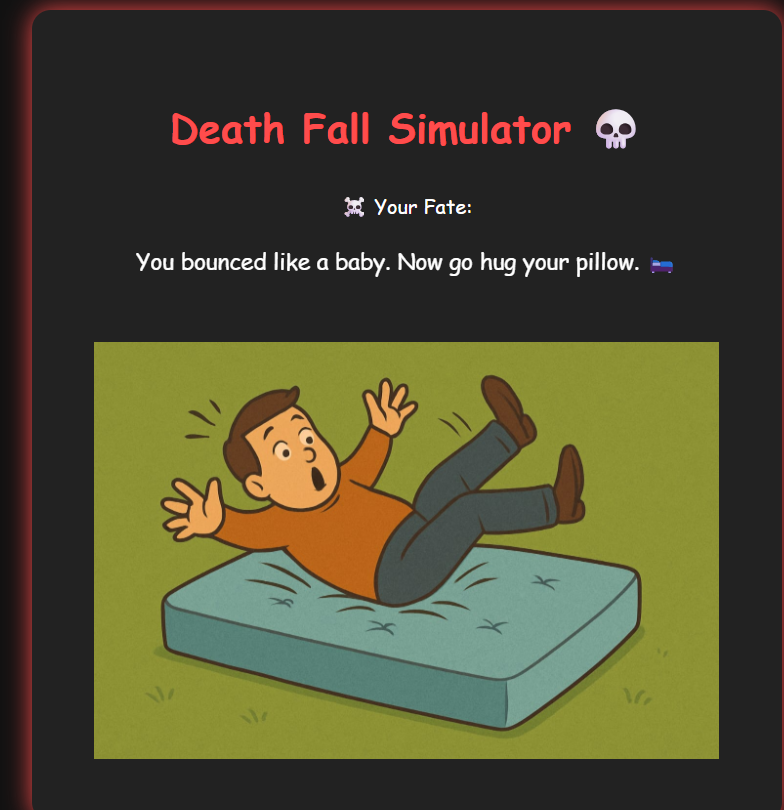 Death Fall Simulator 💀
☠️ Your Fate:
You bounced like a baby. Now go hug your pillow. 🛌